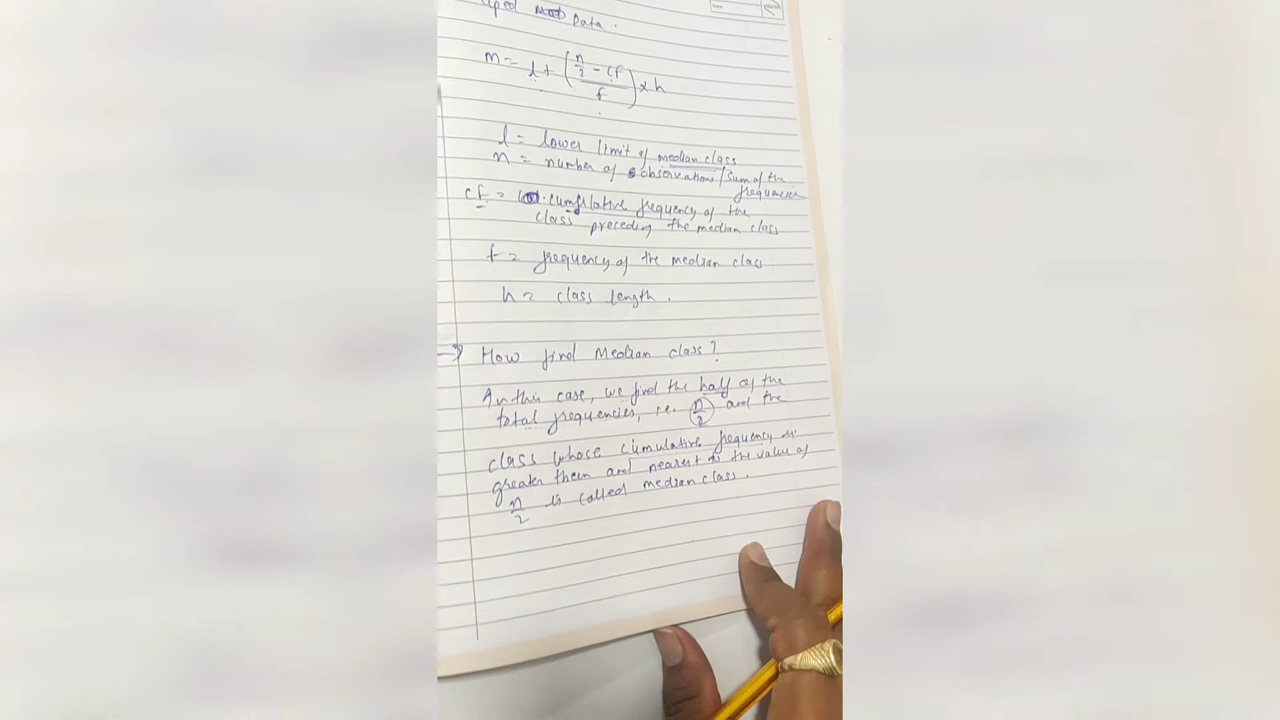 Data.
m = l + ( n/2 - cf / f ) × h
l = lower limit of median class
n = number of observations/sum of the
frequencies
cf = cumulative frequency of the
class preceding the median class
f = frequency of the median class
h = class length.
→ How find Median class?
In this case, we find the half of the
total frequencies, i.e. n/2 and the
class whose cumulative frequency is
greater then and nearest to the value of
n/2 is called median class.